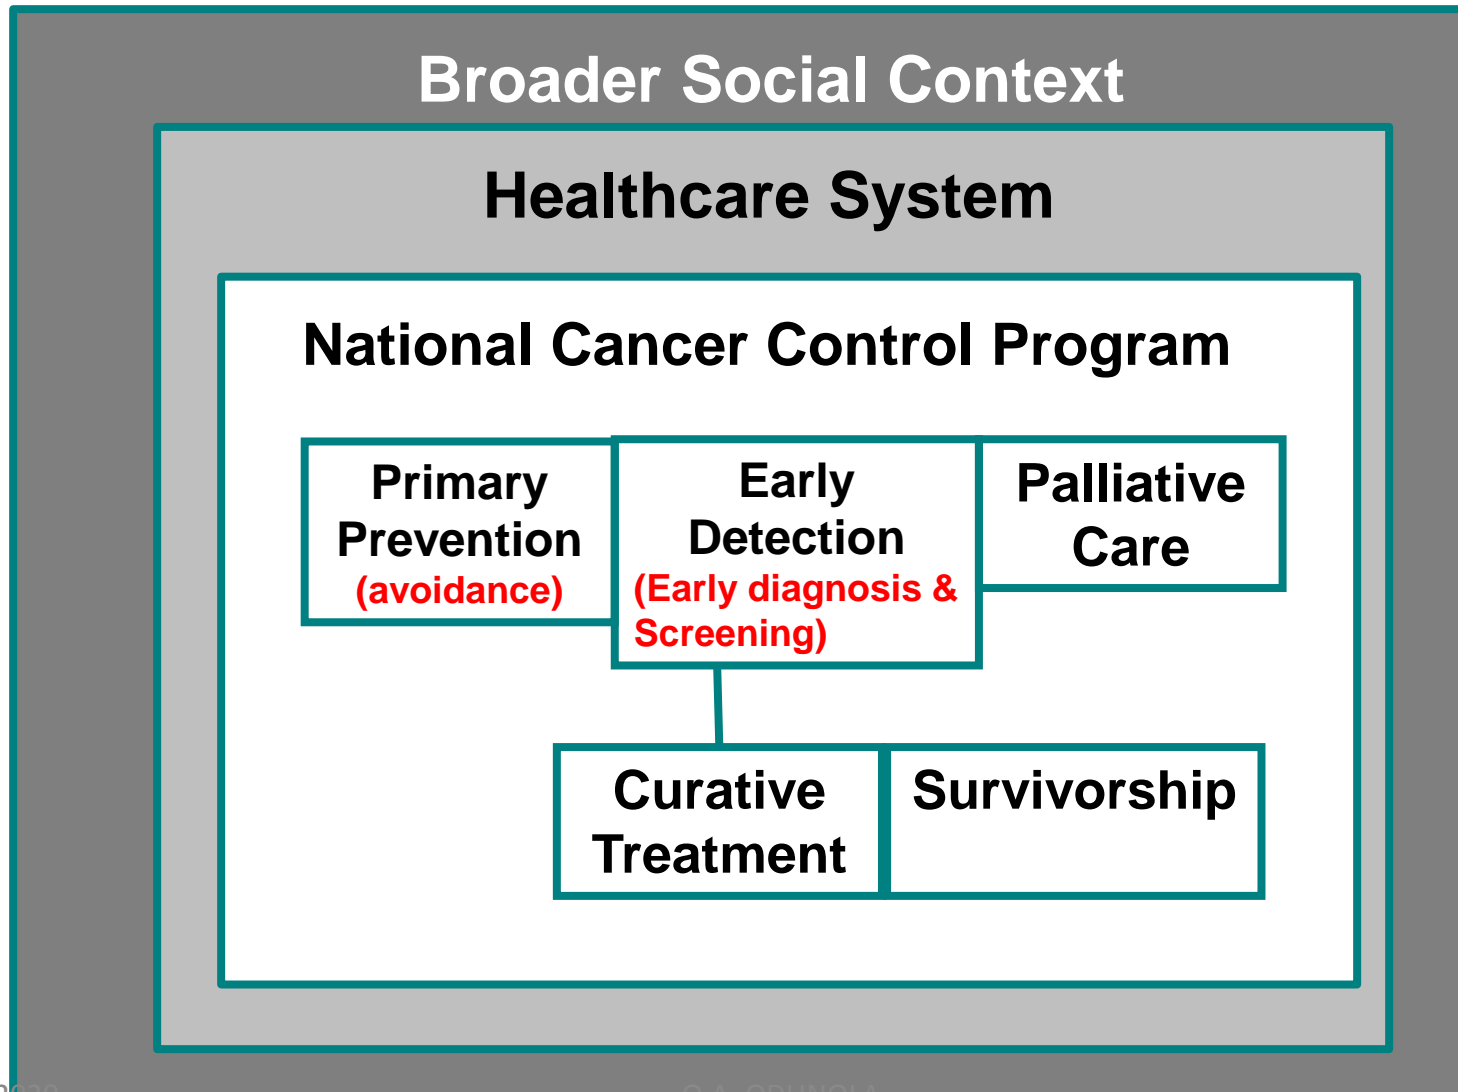 Broader Social Context
Healthcare System
National Cancer Control Program
Primary
Prevention
(avoidance)
Early
Detection
(Early diagnosis &
Screening)
Palliative
Care
Curative
Treatment
Survivorship